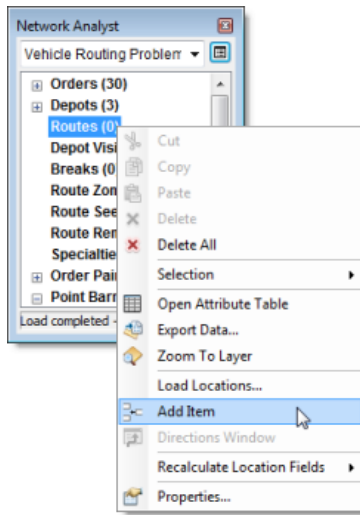 Network Analyst
Vehicle Routing Problem
Orders (30)
Depots (3)
Routes (0)
Depot Visi
Breaks (0
Route Zon
Route See
Route Ren
Specialtie
Order Pair
Point Barr
Load completed -
Cut
Copy
Paste
Delete
Delete All
Selection
Open Attribute Table
Export Data...
Zoom To Layer
Load Locations...
Add Item
Directions Window
Recalculate Location Fields
Properties...